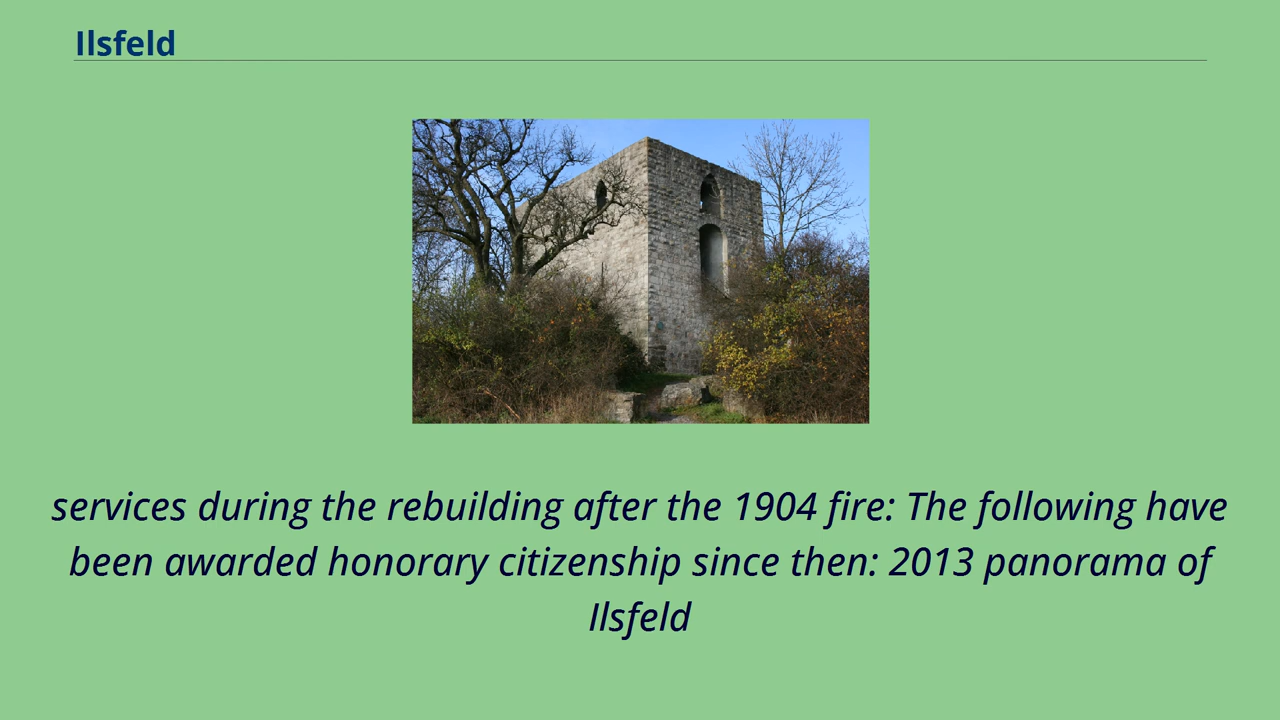 Ilsfeld
services during the rebuilding after the 1904 fire: The following have
been awarded honorary citizenship since then: 2013 panorama of
Ilsfeld